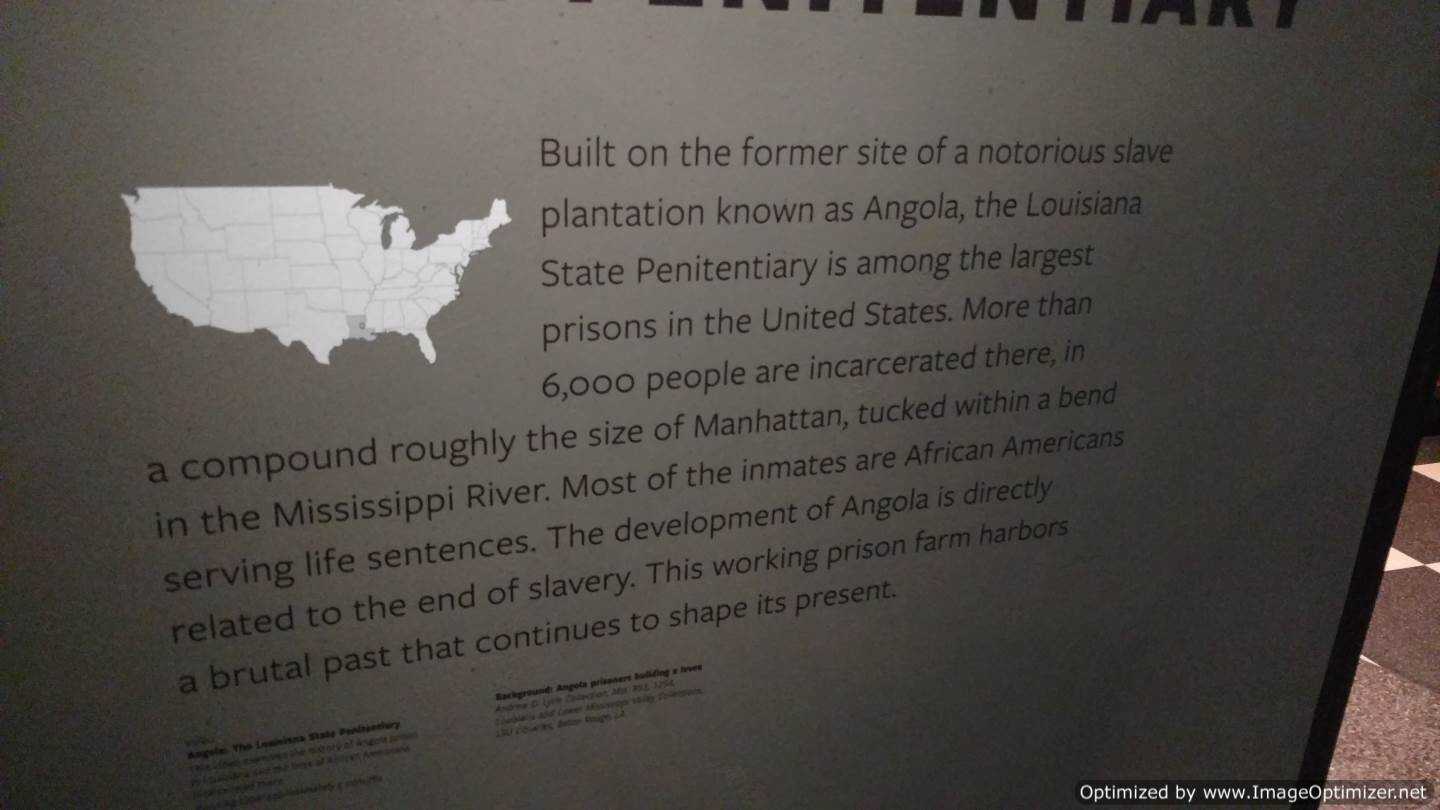 PENITENTIARY
Built on the former site of a notorious slave
plantation known as Angola, the Louisiana
State Penitentiary is among the largest
prisons in the United States. More than
6,000 people are incarcerated there, in
a compound roughly the size of Manhattan, tucked within a bend
in the Mississippi River. Most of the inmates are African Americans
serving life sentences. The development of Angola is directly
related to the end of slavery. This working prison farm harbors
a brutal past that continues to shape its present.
Background: Angola prisoners building a levee
Andrew D. Lytle Collection, Mss. 893, 1254,
Louisiana and Lower Mississippi Valley Collections,
LSU Libraries, Baton Rouge, LA
Angola: The Louisiana State Penitentiary
Optimized by www.ImageOptimizer.net